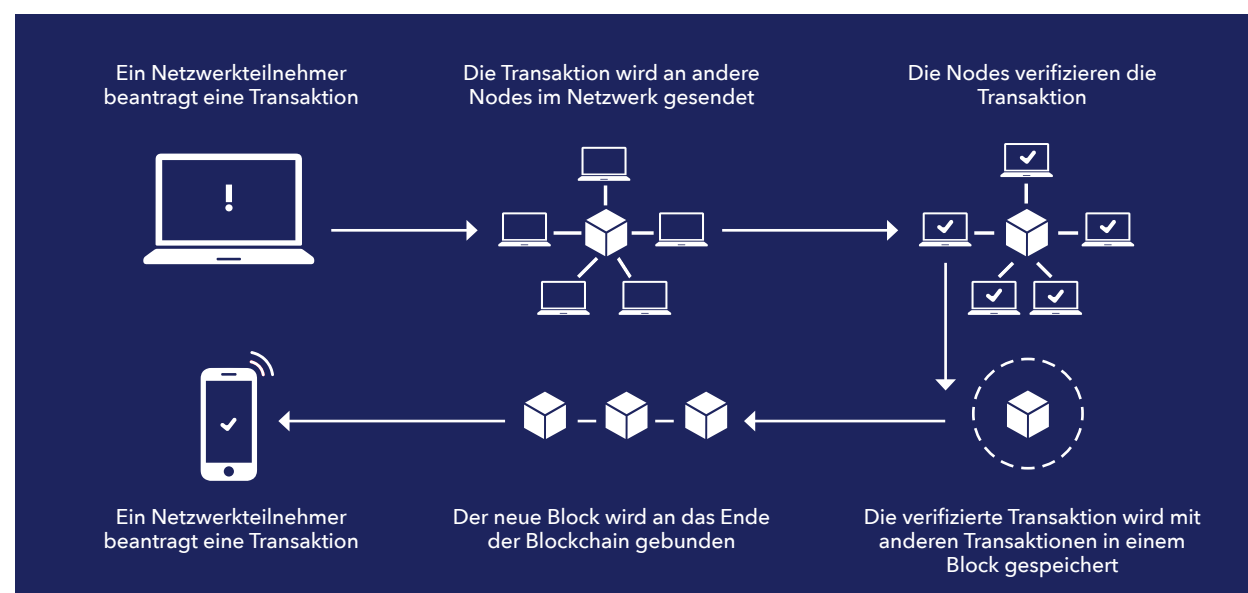 Ein Netzwerkteilnehmer
beantragt eine Transaktion
Die Transaktion wird an andere
Nodes im Netzwerk gesendet
Die Nodes verifizieren die
Transaktion
Ein Netzwerkteilnehmer
beantragt eine Transaktion
Der neue Block wird an das Ende
der Blockchain gebunden
Die verifizierte Transaktion wird mit
anderen Transaktionen in einem
Block gespeichert